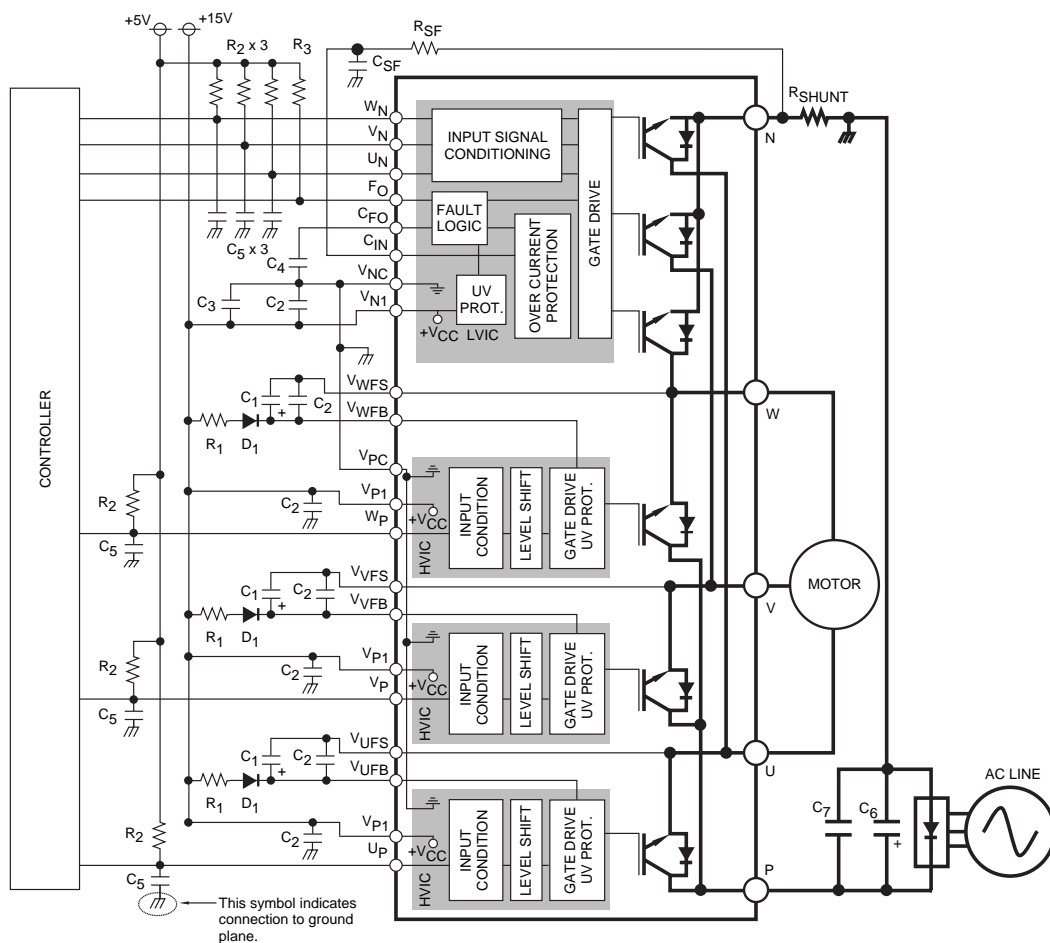 +5V
+15V
R2 x 3
R3
RSF
CSF
RSHUNT
CONTROLLER
WN
VN
UN
FO
CFO
CIN
VNC
VN1
INPUT SIGNAL
CONDITIONING
FAULT
LOGIC
UV
PROT.
+VCC
LVIC
OVER CURRENT
PROTECTION
GATE DRIVE
N
C5 x 3
C4
C3
C2
VWFS
VWFB
C1
+
C2
R1
D1
W
VPC
VP1
WP
R2
C2
C5
+VCC
HVIC
INPUT
CONDITION
LEVEL SHIFT
GATE DRIVE
UV PROT.
VVFS
VVFB
C1
+
C2
R1
D1
V
MOTOR
VP1
VP
R2
C2
C5
+VCC
HVIC
INPUT
CONDITION
LEVEL SHIFT
GATE DRIVE
UV PROT.
VUFS
VUFB
C1
+
C2
R1
D1
U
AC LINE
C7
C6
+
VP1
UP
R2
C2
C5
+VCC
HVIC
INPUT
CONDITION
LEVEL SHIFT
GATE DRIVE
UV PROT.
P
This symbol indicates
connection to ground
plane.